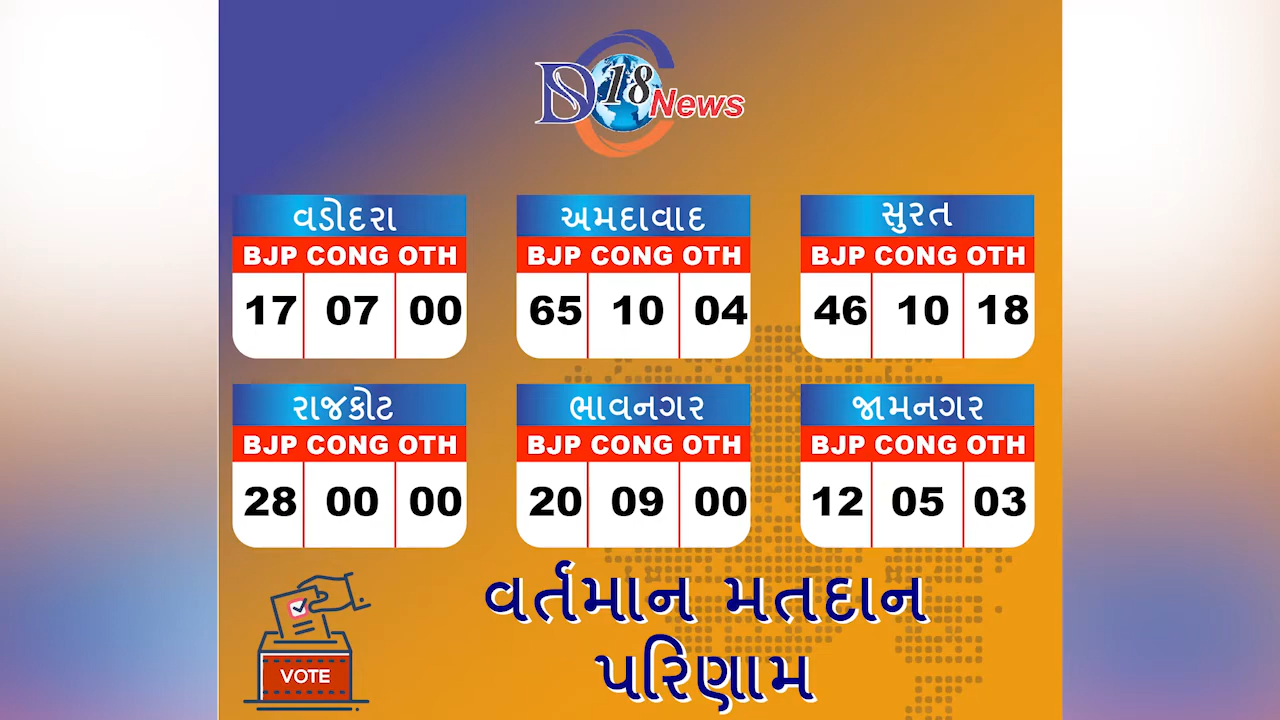 DS 18 News
વડોદરા
BJP CONG OTH
17 07 00
અમદાવાદ
BJP CONG OTH
65 10 04
સુરત
BJP CONG OTH
46 10 18
રાજકોટ
BJP CONG OTH
28 00 00
ભાવનગર
BJP CONG OTH
20 09 00
જામનગર
BJP CONG OTH
12 05 03
VOTE
વર્તમાન મતદાન
પરિણામ